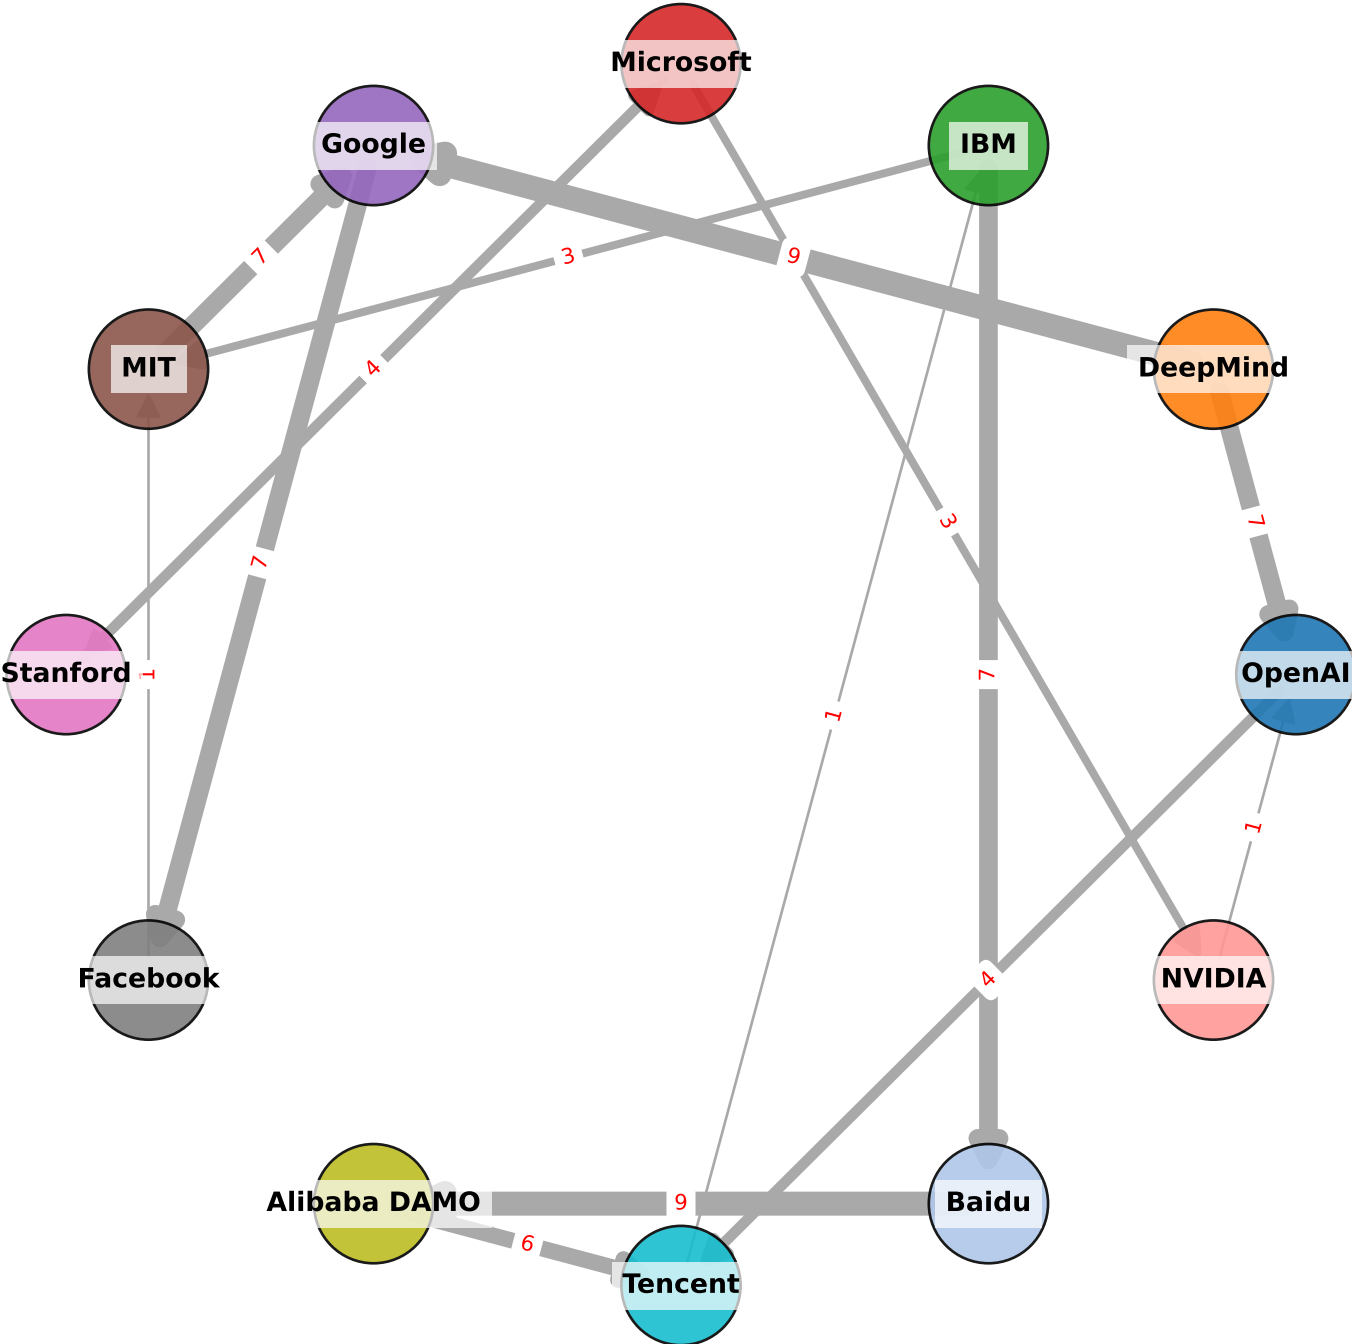 Microsoft
Google
IBM
7
3
9
MIT
4
DeepMind
3
7
7
Stanford
1
7
OpenAI
1
1
Facebook
4
NVIDIA
Alibaba DAMO
9
Baidu
6
Tencent